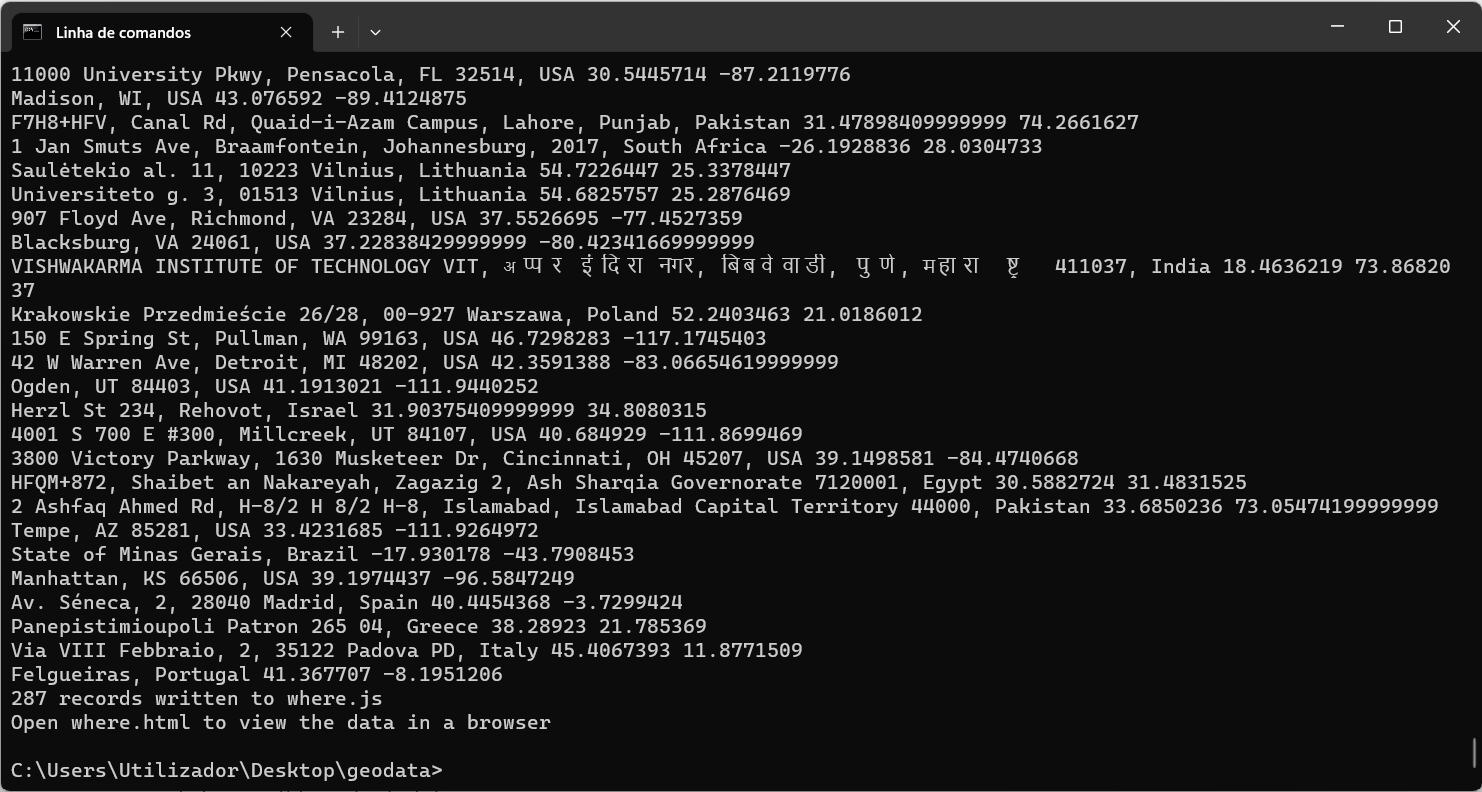 Linha de comandos
11000 University Pkwy, Pensacola, FL 32514, USA 30.5445714 -87.2119776
Madison, WI, USA 43.076592 -89.4124875
F7H8+HFV, Canal Rd, Quaid-i-Azam Campus, Lahore, Punjab, Pakistan 31.47898409999999 74.2661627
1 Jan Smuts Ave, Braamfontein, Johannesburg, 2017, South Africa -26.1928836 28.0304733
Saulėtekio al. 11, 10223 Vilnius, Lithuania 54.7226447 25.3378447
Universiteto g. 3, 01513 Vilnius, Lithuania 54.6825757 25.2876469
907 Floyd Ave, Richmond, VA 23284, USA 37.5526695 -77.4527359
Blacksburg, VA 24061, USA 37.22838429999999 -80.42341669999999
VISHWAKARMA INSTITUTE OF TECHNOLOGY VIT, अप्पर इंदिरा नगर, बिबवेवाडी, पुणे, महाराष्ट्र 411037, India 18.4636219 73.86820
37
Krakowskie Przedmieście 26/28, 00-927 Warszawa, Poland 52.2403463 21.0186012
150 E Spring St, Pullman, WA 99163, USA 46.7298283 -117.1745403
42 W Warren Ave, Detroit, MI 48202, USA 42.3591388 -83.06654619999999
Ogden, UT 84403, USA 41.1913021 -111.9440252
Herzl St 234, Rehovot, Israel 31.90375409999999 34.8080315
4001 S 700 E #300, Millcreek, UT 84107, USA 40.684929 -111.8699469
3800 Victory Parkway, 1630 Musketeer Dr, Cincinnati, OH 45207, USA 39.1498581 -84.4740668
HFQM+872, Shaibet an Nakareyah, Zagazig 2, Ash Sharqia Governorate 7120001, Egypt 30.5882724 31.4831525
2 Ashfaq Ahmed Rd, H-8/2 H 8/2 H-8, Islamabad, Islamabad Capital Territory 44000, Pakistan 33.6850236 73.05474199999999
Tempe, AZ 85281, USA 33.4231685 -111.9264972
State of Minas Gerais, Brazil -17.930178 -43.7908453
Manhattan, KS 66506, USA 39.1974437 -96.5847249
Av. Séneca, 2, 28040 Madrid, Spain 40.4454368 -3.7299424
Panepistimioupoli Patron 265 04, Greece 38.28923 21.785369
Via VIII Febbraio, 2, 35122 Padova PD, Italy 45.4067393 11.8771509
Felgueiras, Portugal 41.367707 -8.1951206
287 records written to where.js
Open where.html to view the data in a browser
C:\Users\Utilizador\Desktop\geodata>